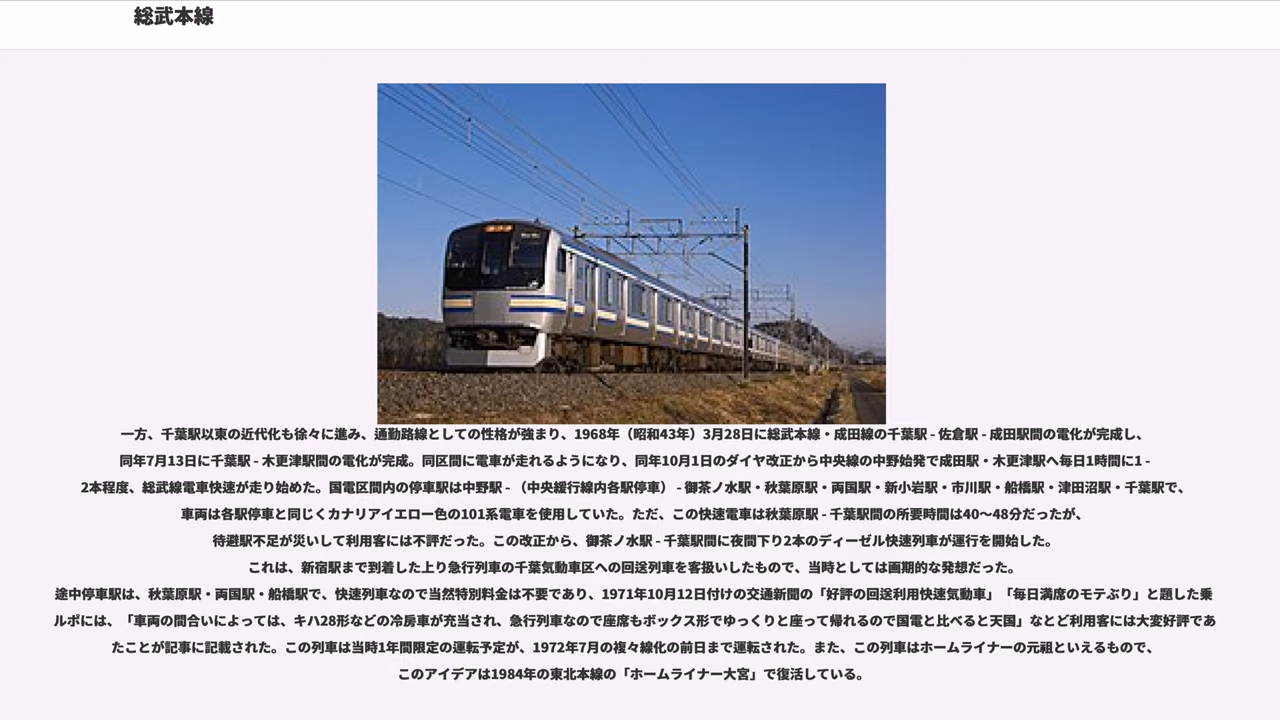 総武本線
一方、千葉駅以東の近代化も徐々に進み、通勤路線としての性格が強まり、1968年（昭和43年）3月28日に総武本線・成田線の千葉駅 - 佐倉駅 - 成田駅間の電化が完成し、
同年7月13日に千葉駅 - 木更津駅間の電化が完成。同区間に電車が走れるようになり、同年10月1日のダイヤ改正から中央線の中野始発で成田駅・木更津駅へ毎日1時間に1 -
2本程度、総武線電車快速が走り始めた。国電区間内の停車駅は中野駅 - （中央緩行線内各駅停車） - 御茶ノ水駅・秋葉原駅・両国駅・新小岩駅・市川駅・船橋駅・津田沼駅・千葉駅で、
車両は各駅停車と同じくカナリアイエロー色の101系電車を使用していた。ただ、この快速電車は秋葉原駅 - 千葉駅間の所要時間は40〜48分だったが、
待避駅不足が災いして利用客には不評だった。この改正から、御茶ノ水駅 - 千葉駅間に夜間下り2本のディーゼル快速列車が運行を開始した。
これは、新宿駅まで到着した上り急行列車の千葉気動車区への回送列車を客扱いしたもので、当時としては画期的な発想だった。
途中停車駅は、秋葉原駅・両国駅・船橋駅で、快速列車なので当然特別料金は不要であり、1971年10月12日付けの交通新聞の「好評の回送利用快速気動車」「毎日満席のモテぶり」と題した乗
ルポには、「車両の間合いによっては、キハ28形などの冷房車が充当され、急行列車なので座席もボックス形でゆっくりと座って帰れるので国電と比べると天国」なとど利用客には大変好評であ
たことが記事に記載された。この列車は当時1年間限定の運転予定が、1972年7月の複々線化の前日まで運転された。また、この列車はホームライナーの元祖といえるもので、
このアイデアは1984年の東北本線の「ホームライナー大宮」で復活している。